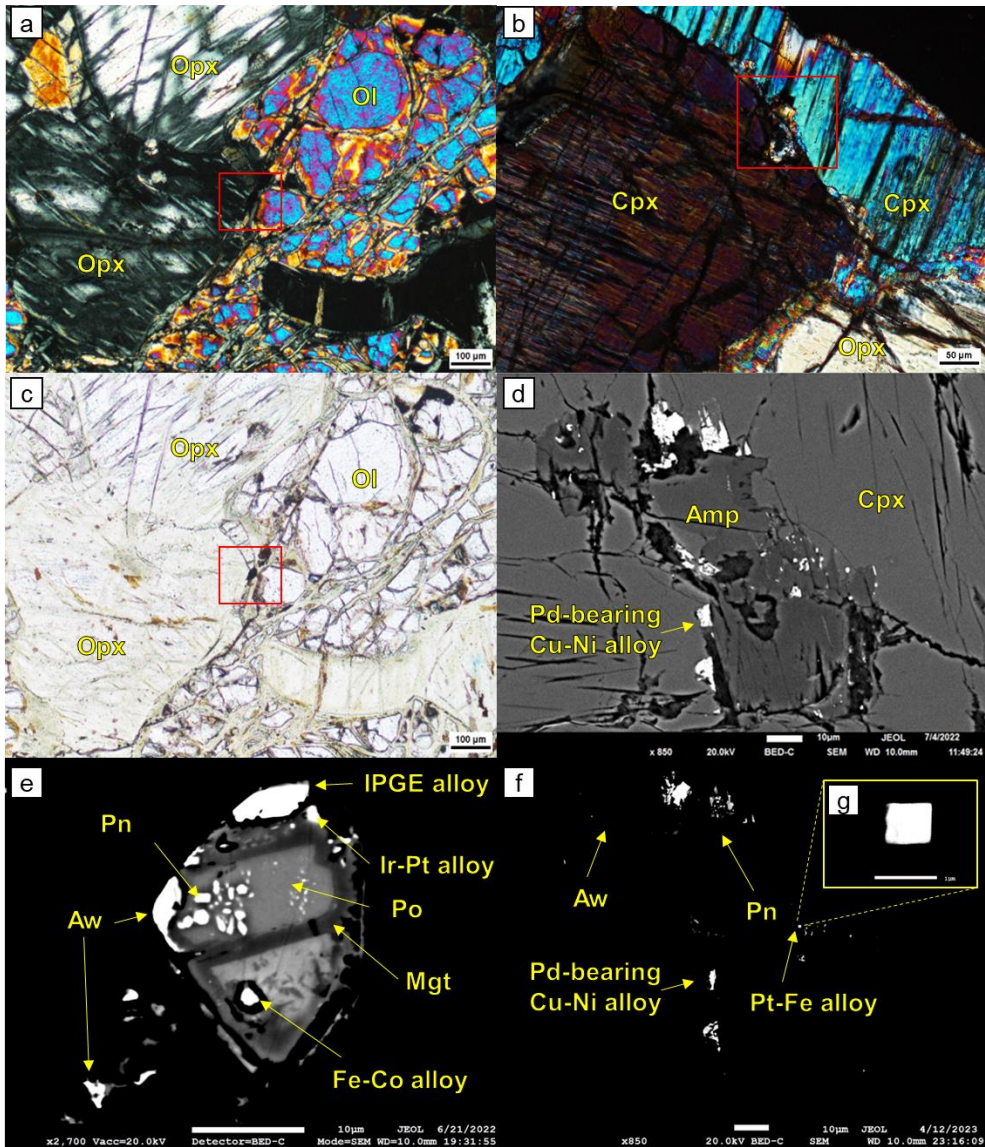 a
Opx
Ol
Opx
100 µm
b
Cpx
Cpx
Opx
50 µm
c
Opx
Ol
Opx
100 µm
d
Amp
Cpx
Pd-bearing
Cu-Ni alloy
10µm JEOL 7/4/2022
x 850 20.0kV BED-C SEM WD 10.0mm 11:49:24
e
IPGE alloy
Pn
Ir-Pt alloy
Aw
Po
Mgt
Fe-Co alloy
10µm JEOL 6/21/2022
x2,700 Vacc=20.0kV Detector=BED-C Mode=SEM WD=10.0mm 19:31:55
f
g
1µm
Aw
Pn
Pd-bearing
Cu-Ni alloy
Pt-Fe alloy
10µm JEOL 4/12/2023
x850 20.0kV BED-C SEM WD 10.0mm 23:16:09